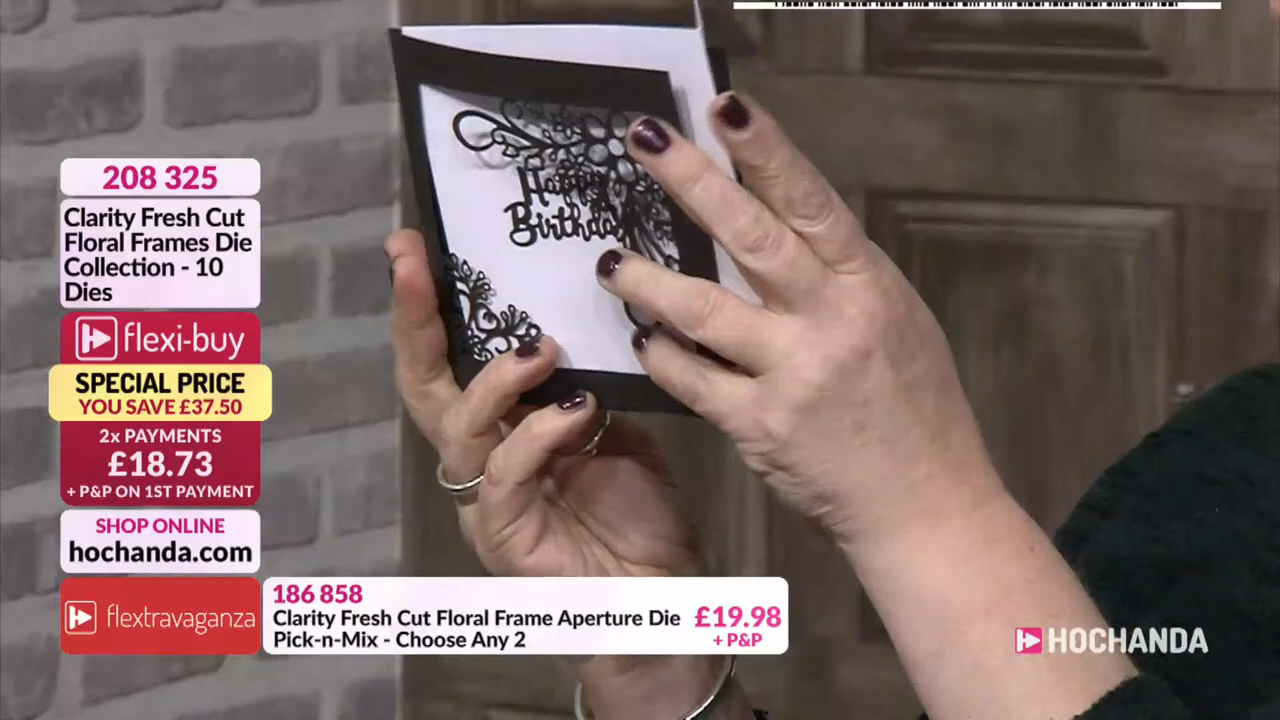 208 325
Clarity Fresh Cut
Floral Frames Die
Collection - 10
Dies
flexi-buy
SPECIAL PRICE
YOU SAVE £37.50
2x PAYMENTS
£18.73
+ P&P ON 1ST PAYMENT
SHOP ONLINE
hochanda.com
flextravaganza
186 858
Clarity Fresh Cut Floral Frame Aperture Die
Pick-n-Mix - Choose Any 2
£19.98
+ P&P
HOCHANDA
Happy
Birthday